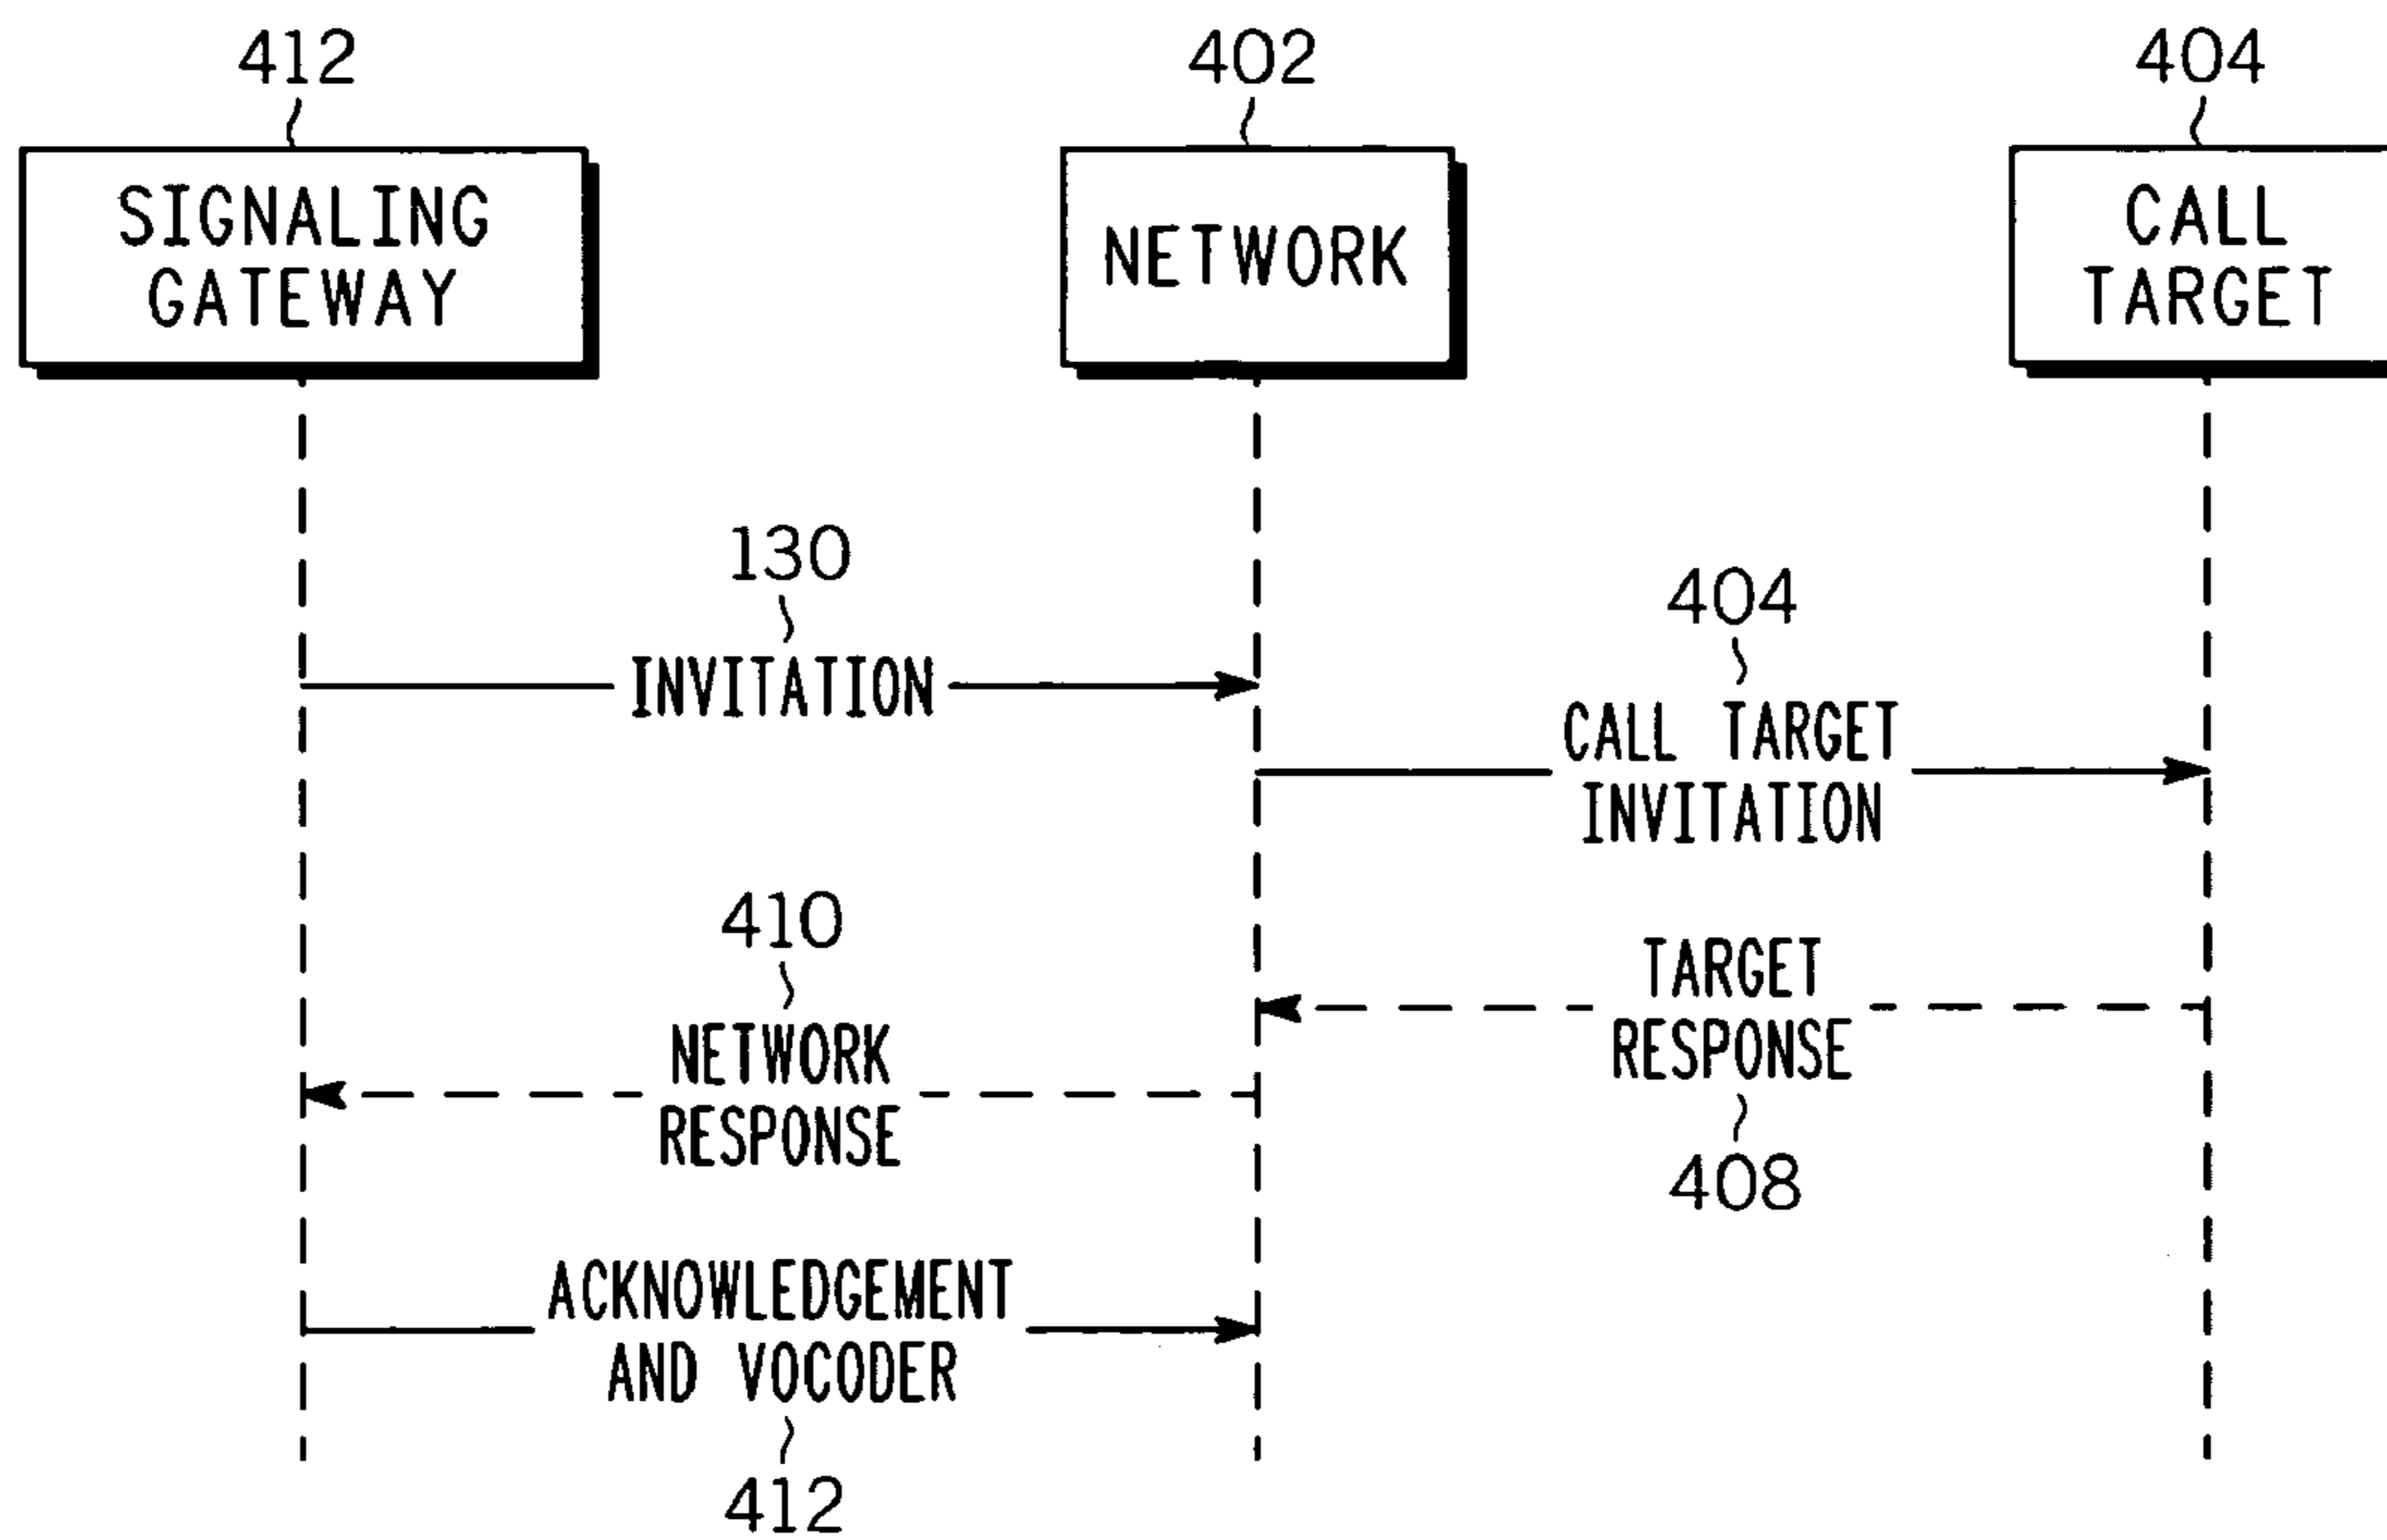 412
402
404
SIGNALING
GATEWAY
NETWORK
CALL
TARGET
130
INVITATION
404
CALL TARGET
INVITATION
410
NETWORK
RESPONSE
TARGET
RESPONSE
408
ACKNOWLEDGEMENT
AND VOCODER
412